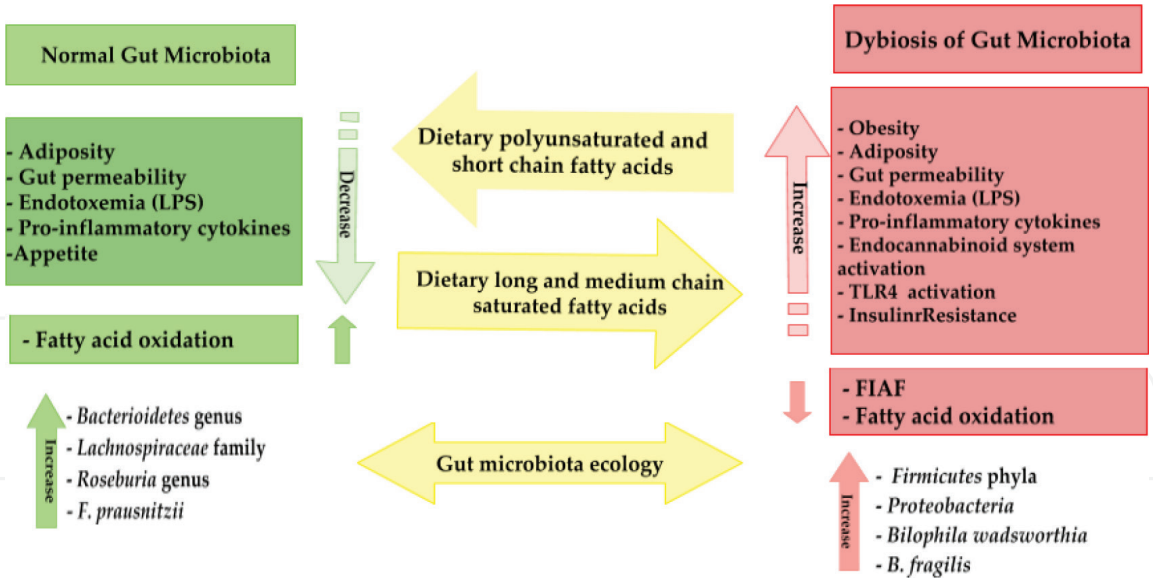 Normal Gut Microbiota
- Adiposity
- Gut permeability
- Endotoxemia (LPS)
- Pro-inflammatory cytokines
-Appetite
Decrease
- Fatty acid oxidation
Increase
- Bacterioidetes genus
- Lachnospiraceae family
- Roseburia genus
- F. prausnitzii
Dietary polyunsaturated and
short chain fatty acids
Dietary long and medium chain
saturated fatty acids
Gut microbiota ecology
Dybiosis of Gut Microbiota
Increase
- Obesity
- Adiposity
- Gut permeability
- Endotoxemia (LPS)
- Pro-inflammatory cytokines
- Endocannabinoid system
activation
- TLR4 activation
- InsulinrResistance
- FIAF
- Fatty acid oxidation
Increase
- Firmicutes phyla
- Proteobacteria
- Bilophila wadsworthia
- B. fragilis